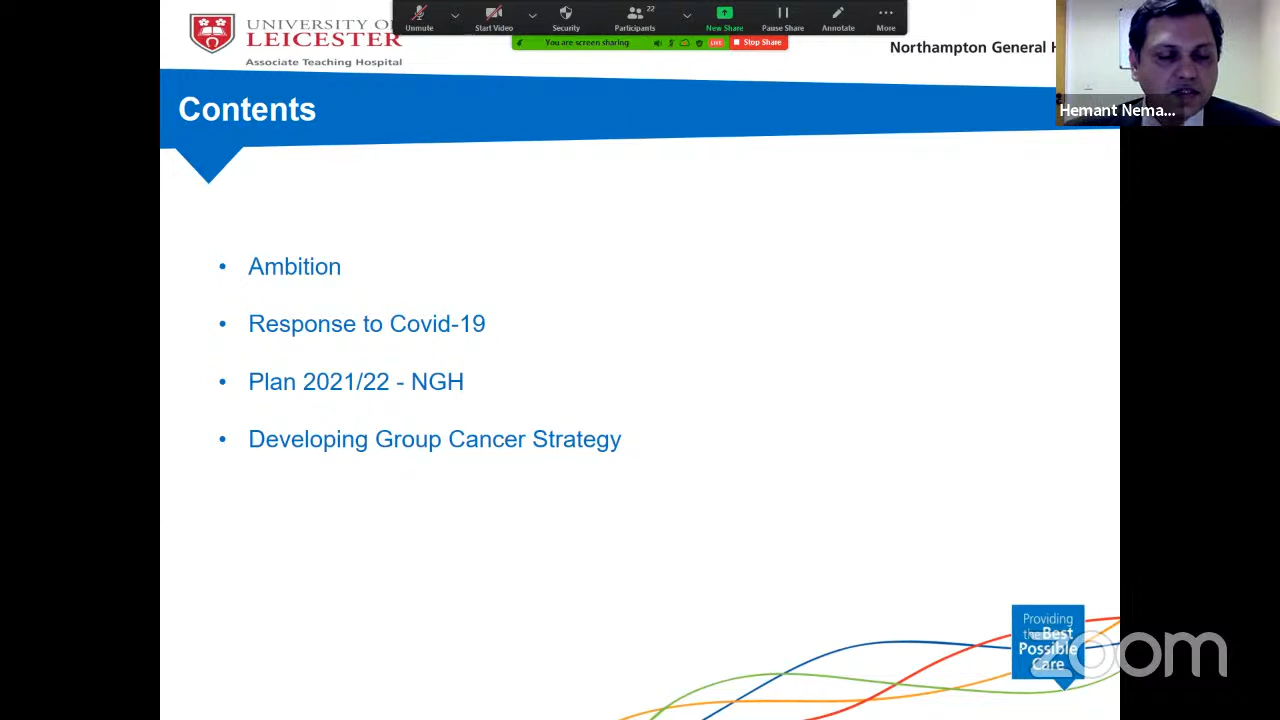 UNIVERSITY O
LEICESTER
Associate Teaching Hospital
Unmute
Start Video
Security
22
Participants
New Share
Pause Share
Annotate
More
You are screen sharing
LIVE
Stop Share
Northampton General
Hemant Nema...
Contents
• Ambition
• Response to Covid-19
• Plan 2021/22 - NGH
• Developing Group Cancer Strategy
Providing
the Best
Possible
Care
zoom